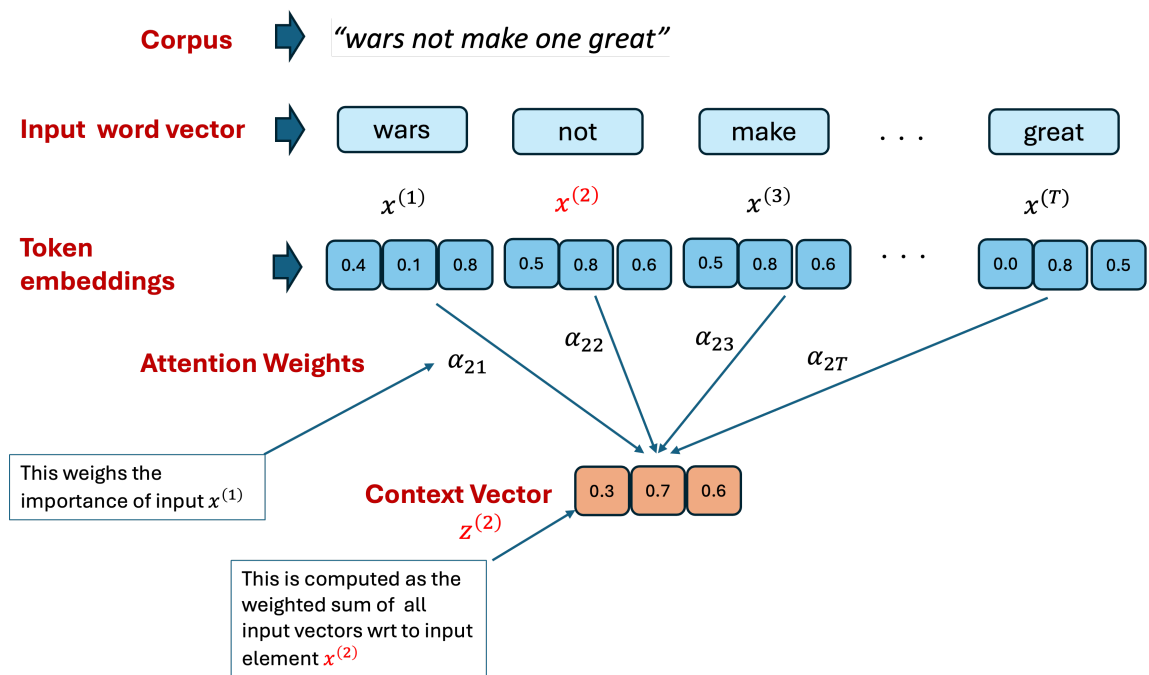 Corpus
“wars not make one great”
Input word vector
wars not make . . . great
x^(1) x^(2) x^(3) x^(T)
Token
embeddings
0.4 0.1 0.8 0.5 0.8 0.6 0.5 0.8 0.6 . . . 0.0 0.8 0.5
Attention Weights
α₂₁ α₂₂ α₂₃ α₂T
This weighs the
importance of input x^(1)
Context Vector
z^(2)
0.3 0.7 0.6
This is computed as the
weighted sum of all
input vectors wrt to input
element x^(2)